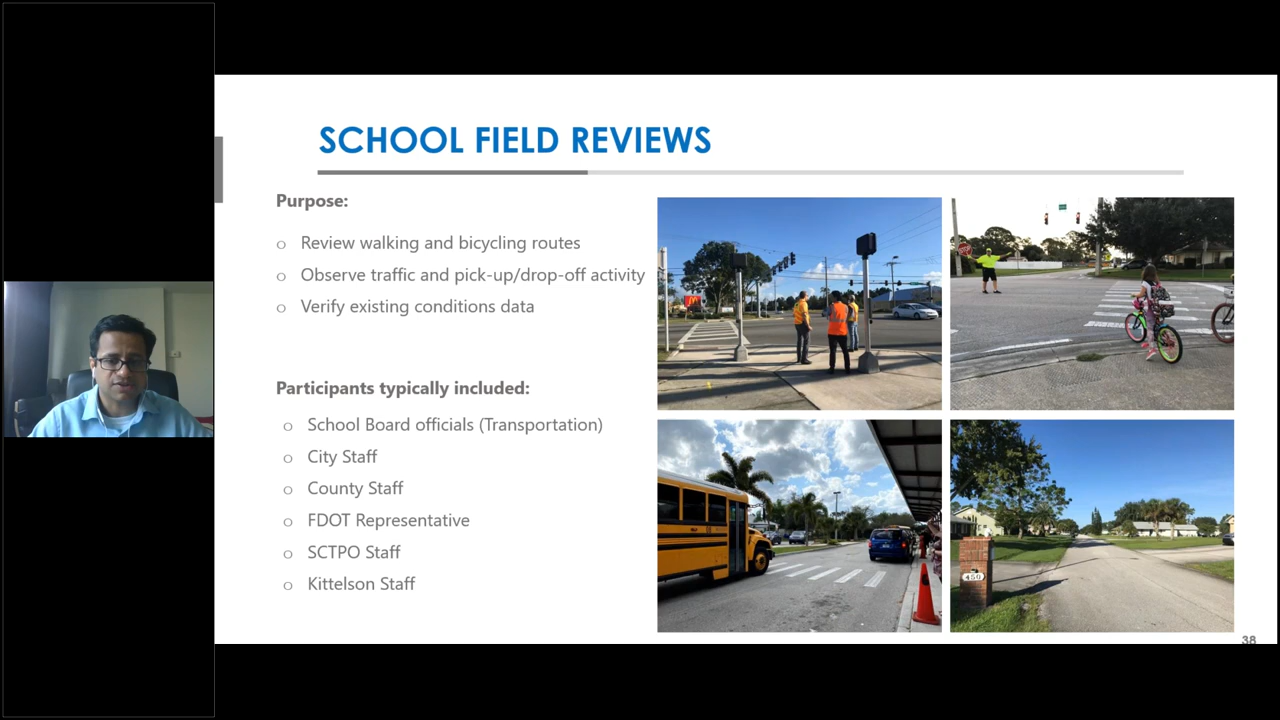 SCHOOL FIELD REVIEWS
Purpose:
o Review walking and bicycling routes
o Observe traffic and pick-up/drop-off activity
o Verify existing conditions data
Participants typically included:
o School Board officials (Transportation)
o City Staff
o County Staff
o FDOT Representative
o SCTPO Staff
o Kittelson Staff
450
38